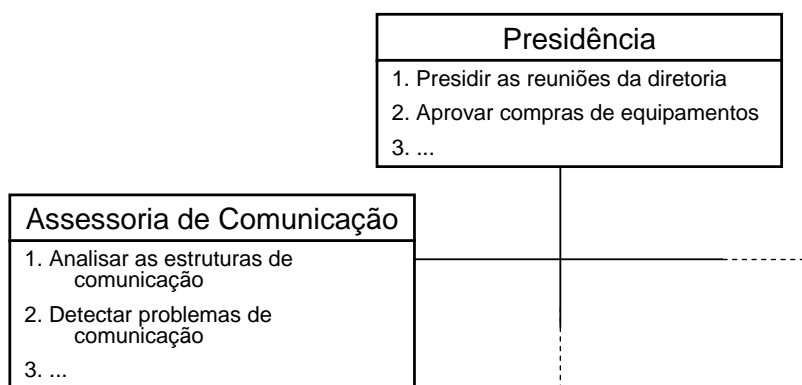 Presidência
1. Presidir as reuniões da diretoria
2. Aprovar compras de equipamentos
3. ...
Assessoria de Comunicação
1. Analisar as estruturas de
comunicação
2. Detectar problemas de
comunicação
3. ...